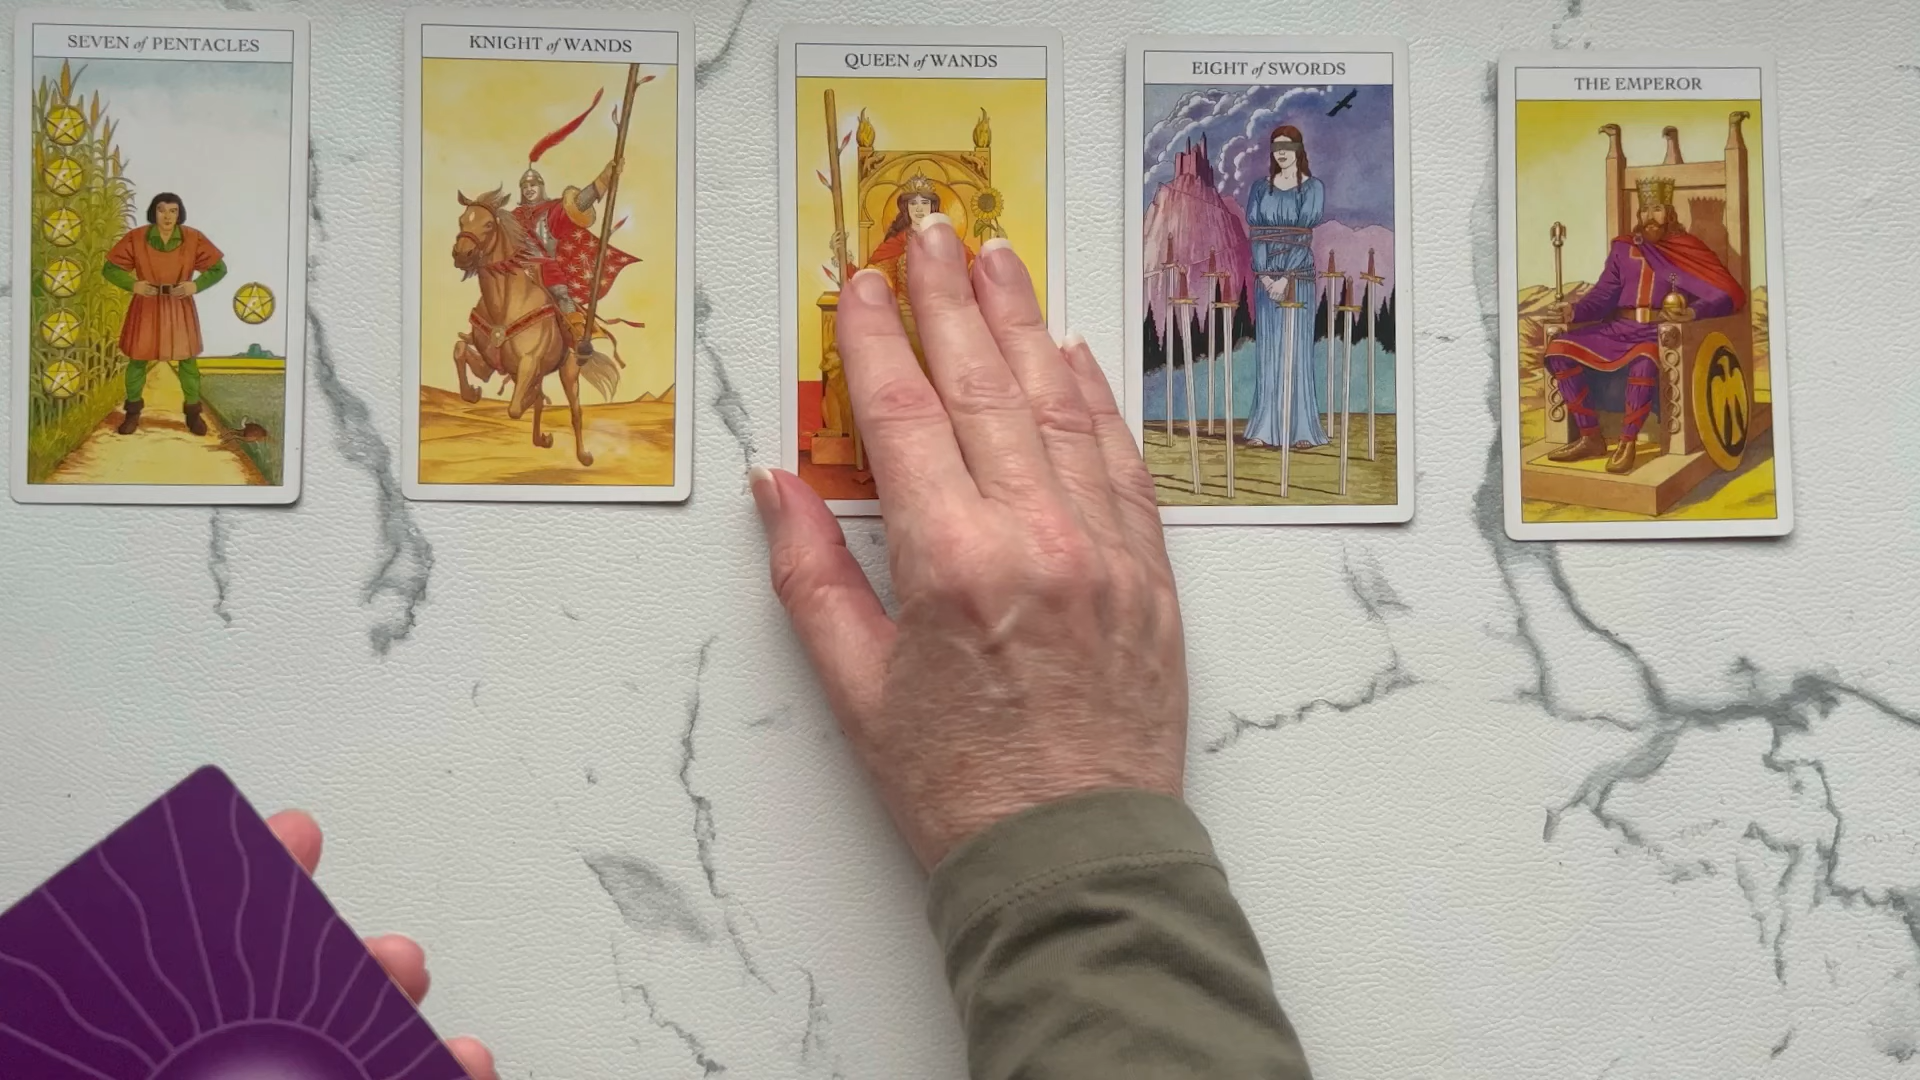 SEVEN of PENTACLES
KNIGHT of WANDS
QUEEN of WANDS
EIGHT of SWORDS
THE EMPEROR